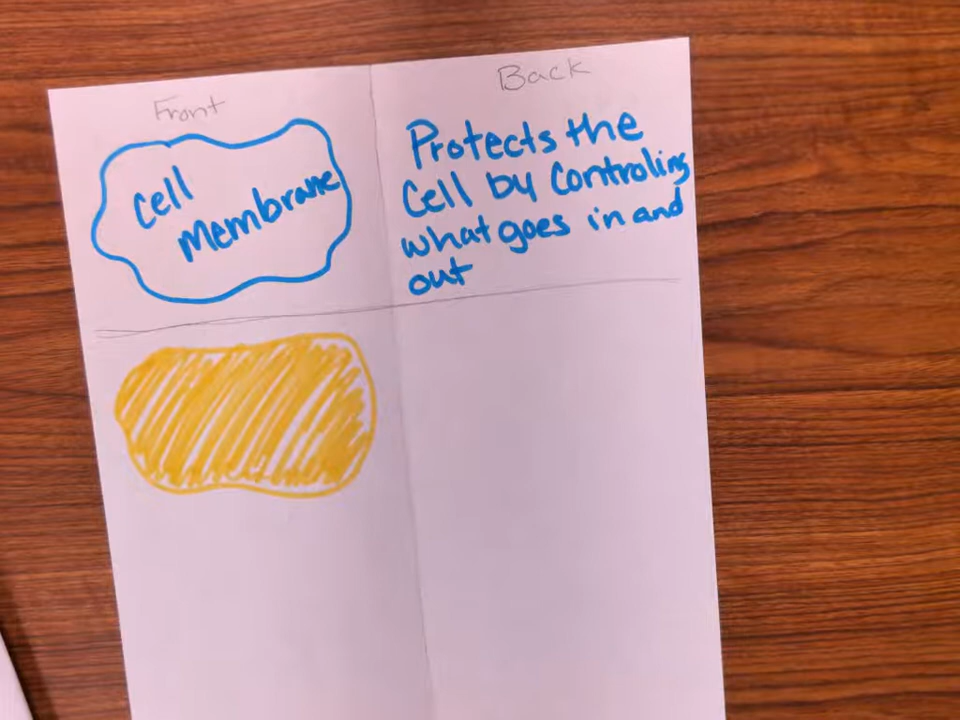 Front
Back
Cell
Membrane
Protects the
Cell by Controling
what goes in and
out